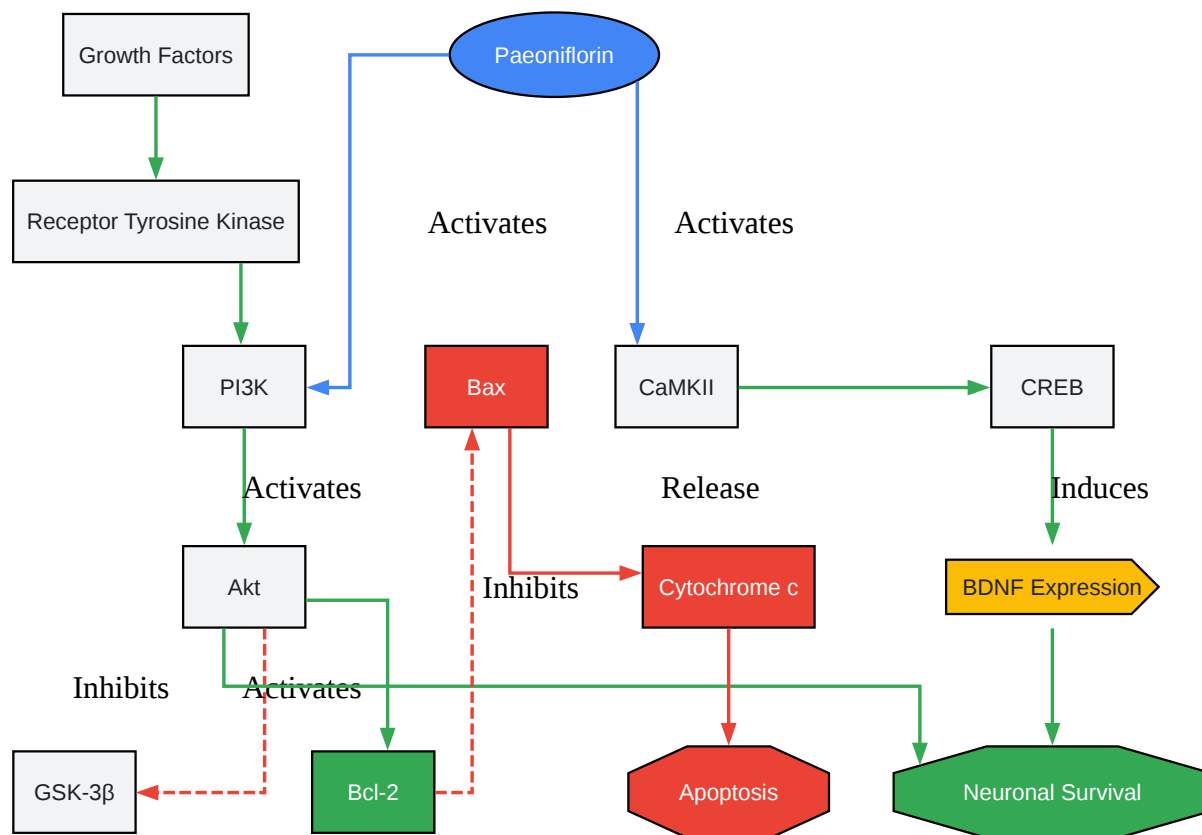 Growth Factors
Paeoniflorin
Receptor Tyrosine Kinase
Activates
Activates
PI3K
Bax
CaMKII
CREB
Activates
Release
Induces
Akt
Inhibits
Cytochrome c
BDNF Expression
Inhibits
Activates
GSK-3β
Bcl-2
Apoptosis
Neuronal Survival